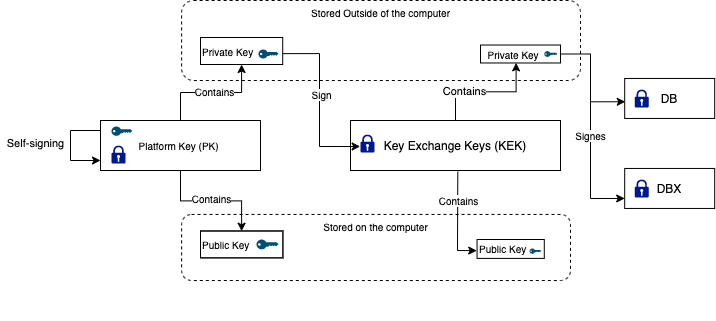 Stored Outside of the computer
Private Key
Private Key
Contains
Contains
Sign
DB
Self-signing
Platform Key (PK)
Key Exchange Keys (KEK)
Signes
DBX
Contains
Contains
Stored on the computer
Public Key
Public Key